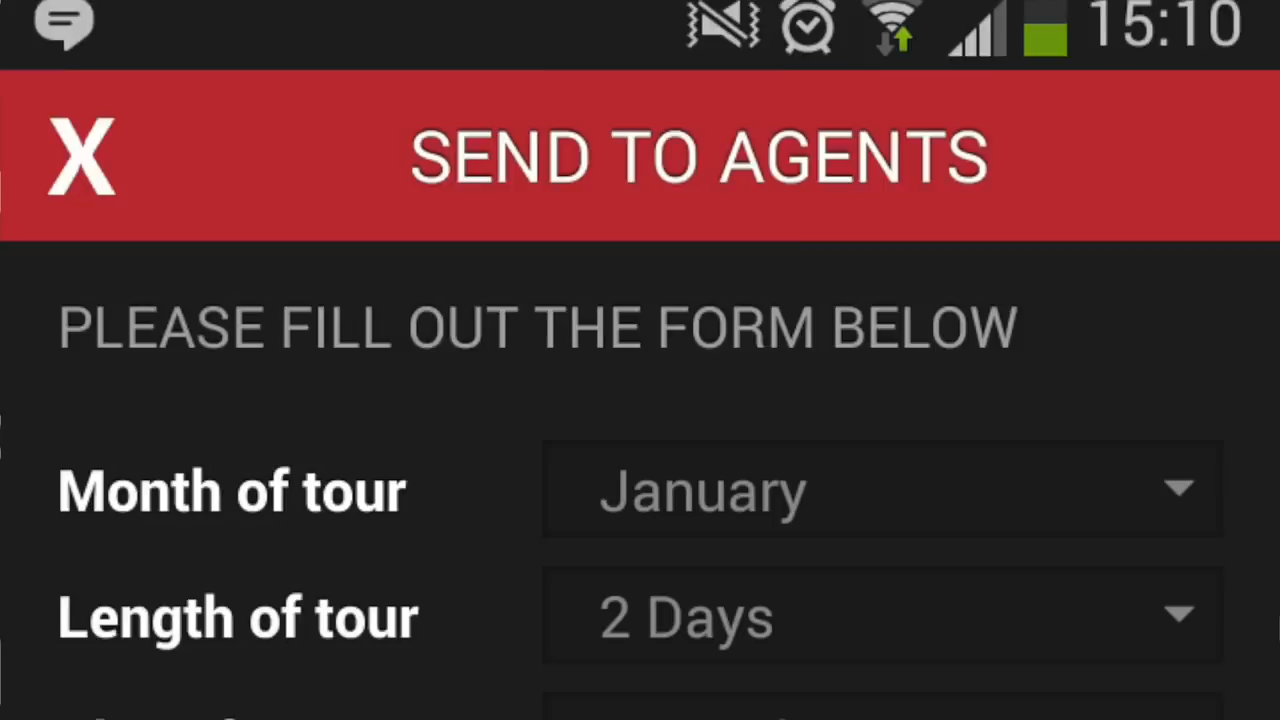 15:10
X SEND TO AGENTS
PLEASE FILL OUT THE FORM BELOW
Month of tour January
Length of tour 2 Days